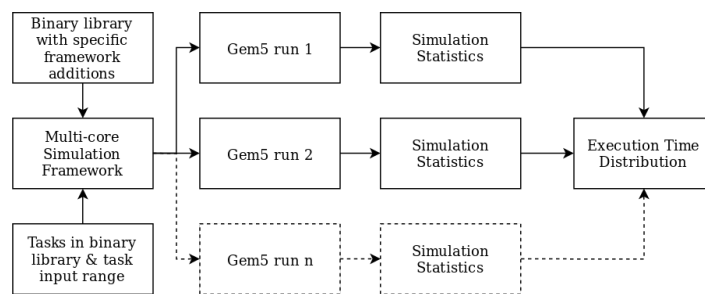 Binary library
with specific
framework
additions
Gem5 run 1
Simulation
Statistics
Multi-core
Simulation
Framework
Gem5 run 2
Simulation
Statistics
Execution Time
Distribution
Tasks in binary
library & task
input range
Gem5 run n
Simulation
Statistics